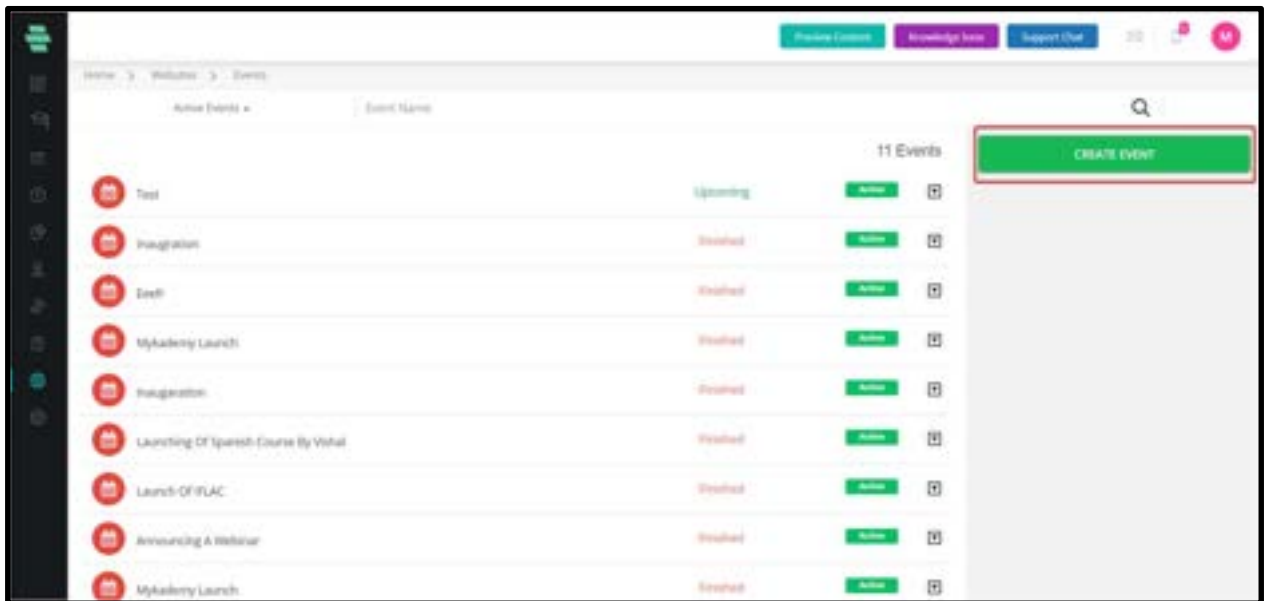 Preview Content Knowledge base Support Chat M
Home > Websites > Events
Active Events Event Name
11 Events CREATE EVENT
Test Upcoming Active
Inaugration Finished Active
Finished Active
Mykademy Launch Finished Active
Inaugaration Finished Active
Launching Of Spanish Course By Vishal Finished Active
Launch Of IFLAC Finished Active
Announcing A Webinar Finished Active
Mykademy Launch Finished Active